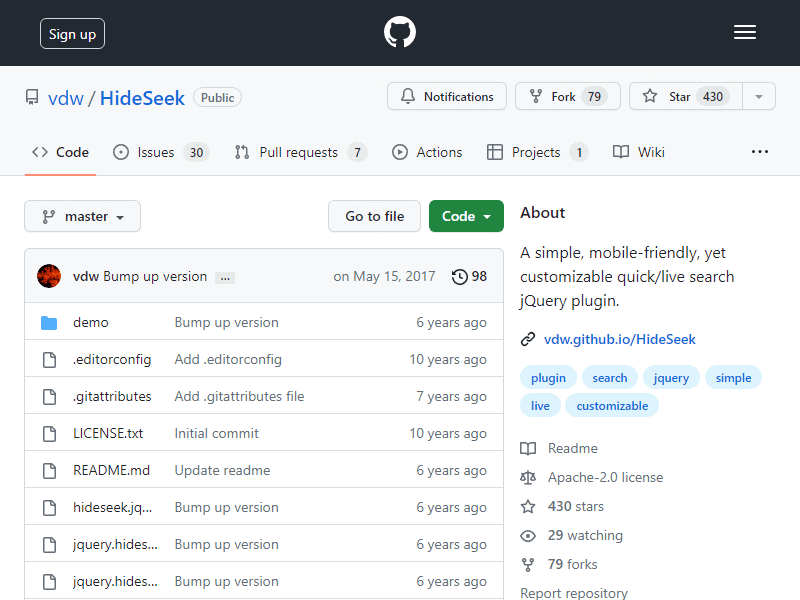 Sign up
vdw / HideSeek Public
Notifications
Fork 79
Star 430
Code
Issues 30
Pull requests 7
Actions
Projects 1
Wiki
master
Go to file
Code
vdw Bump up version ... on May 15, 2017 98
demo Bump up version 6 years ago
.editorconfig Add .editorconfig 10 years ago
.gitattributes Add .gitattributes file 7 years ago
LICENSE.txt Initial commit 10 years ago
README.md Update readme 6 years ago
hideseek.jq... Bump up version 6 years ago
jquery.hides... Bump up version 6 years ago
jquery.hides... Bump up version 6 years ago
About
A simple, mobile-friendly, yet
customizable quick/live search
jQuery plugin.
vdw.github.io/HideSeek
plugin search jquery simple
live customizable
Readme
Apache-2.0 license
430 stars
29 watching
79 forks
Report repository